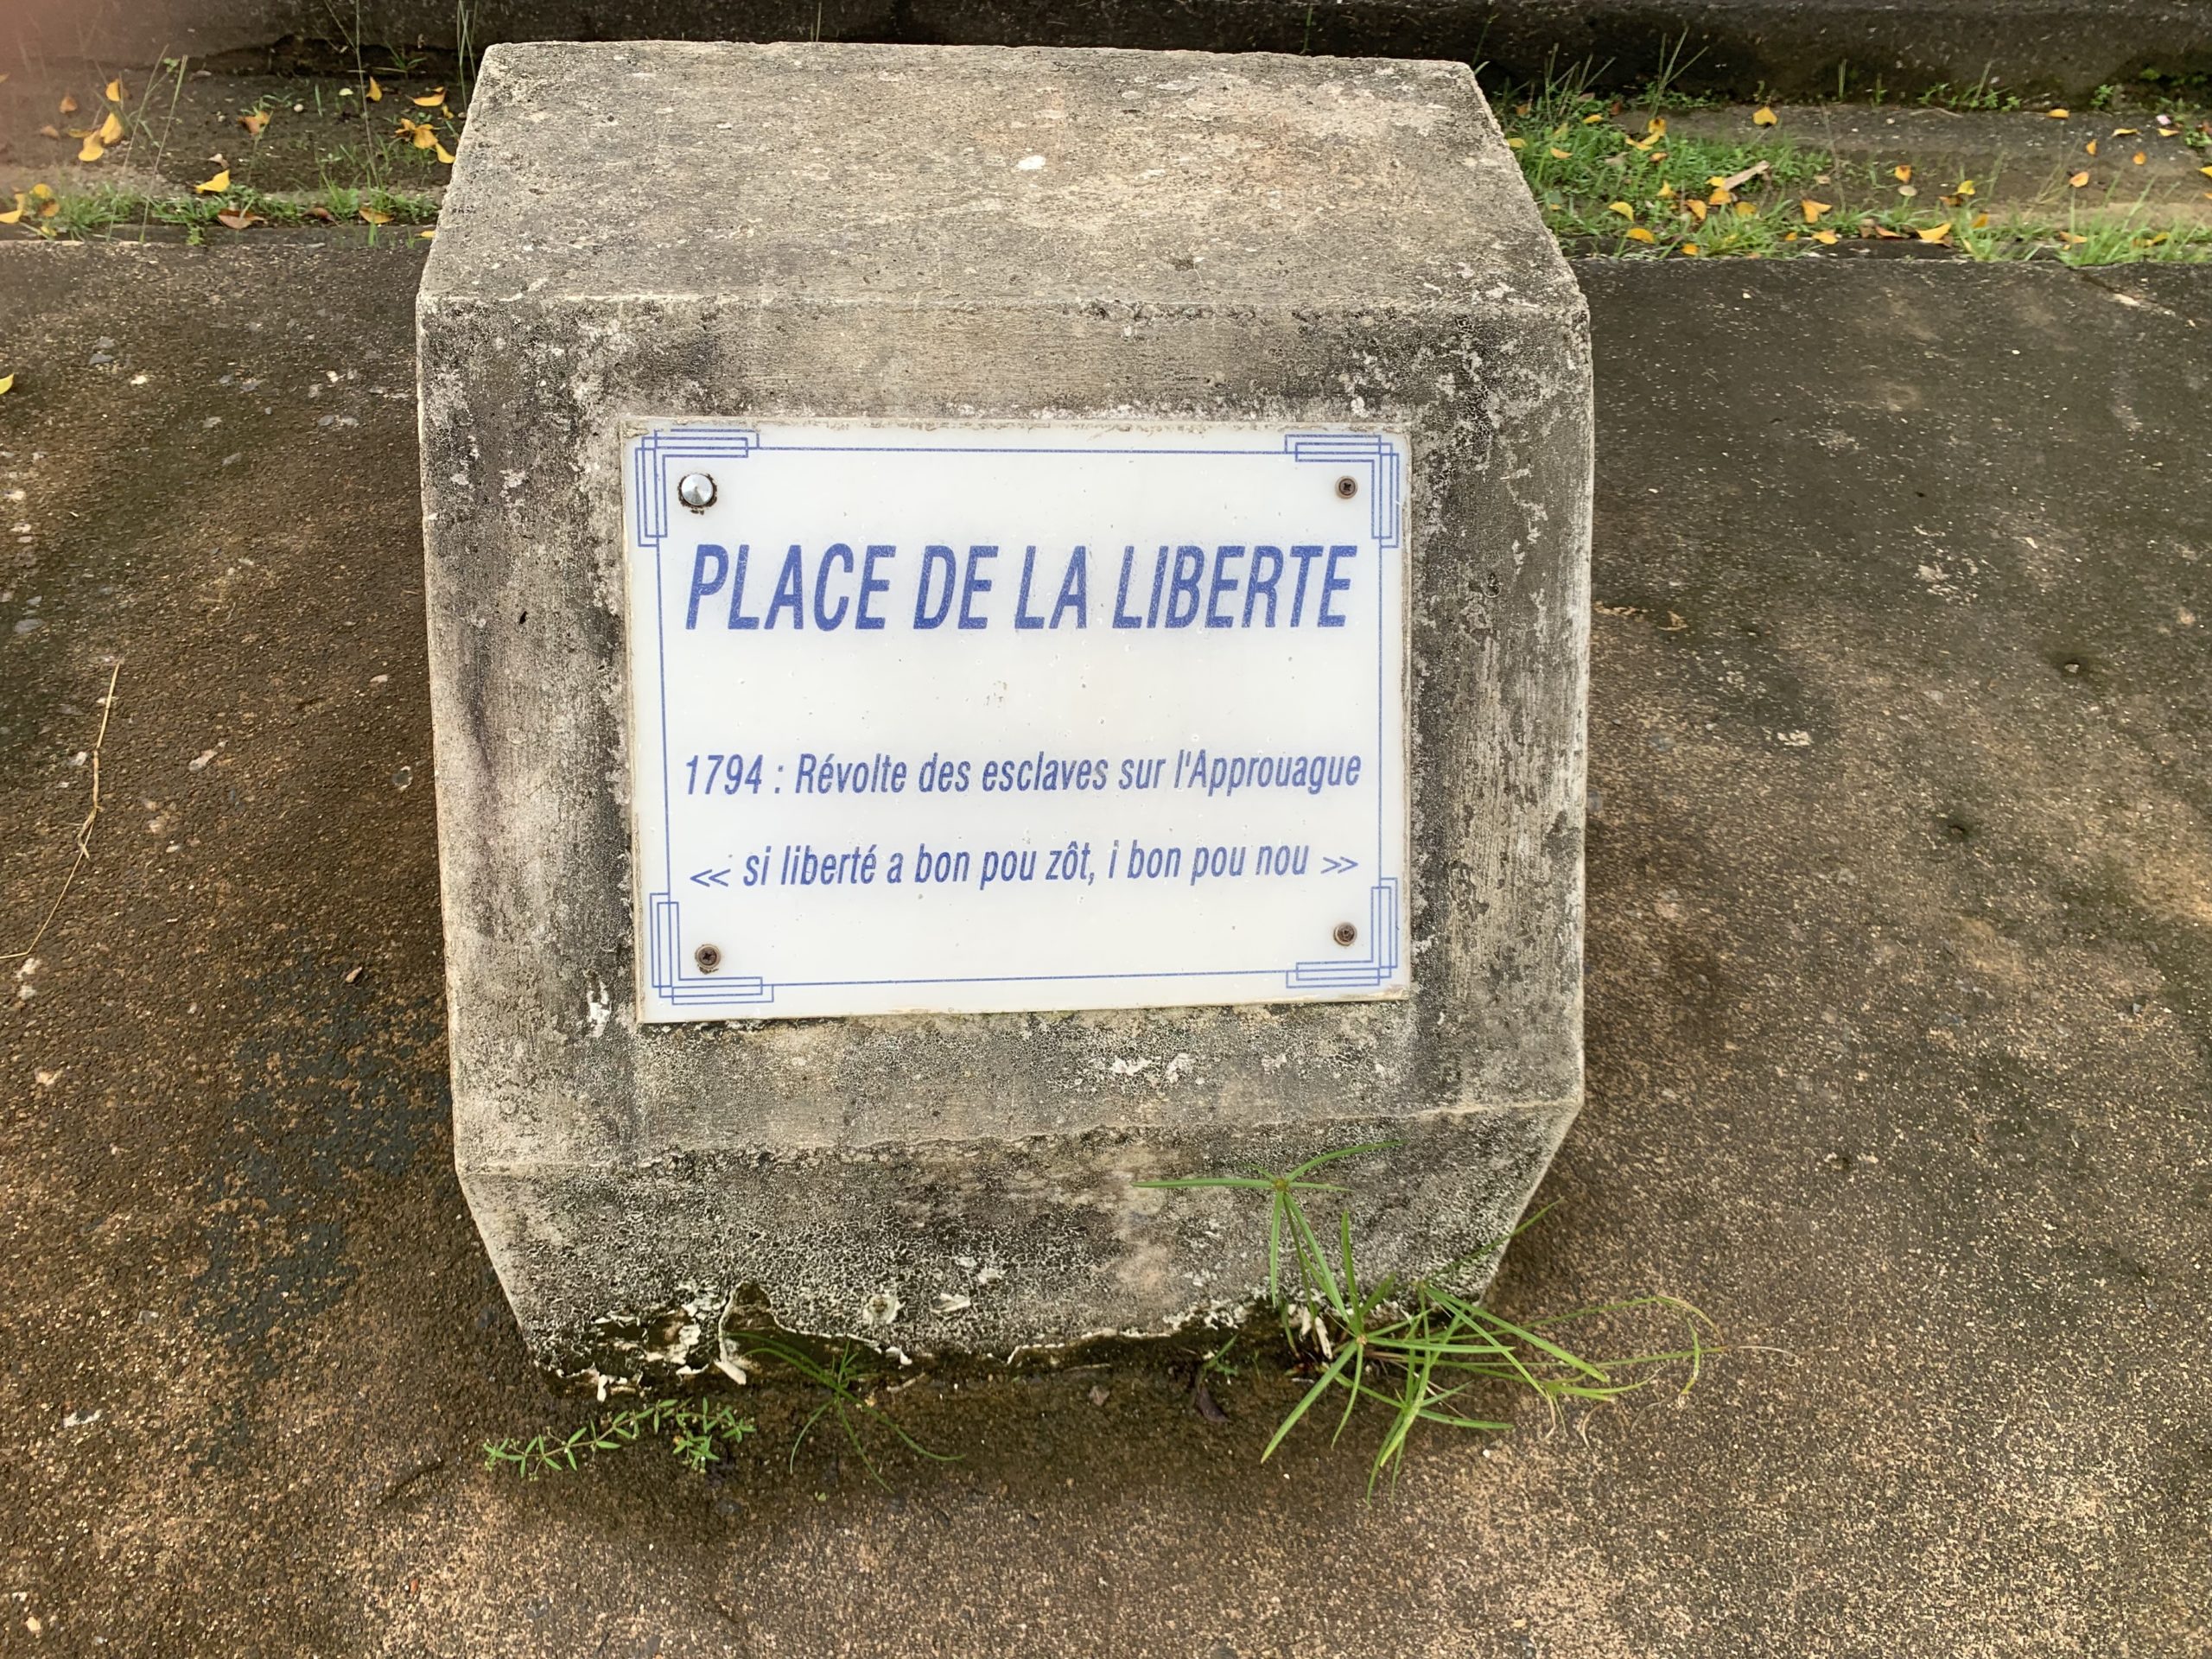 PLACE DE LA LIBERTE
1794 : Révolte des esclaves sur l'Approuague
<< si liberté a bon pou zôt, i bon pou nou >>